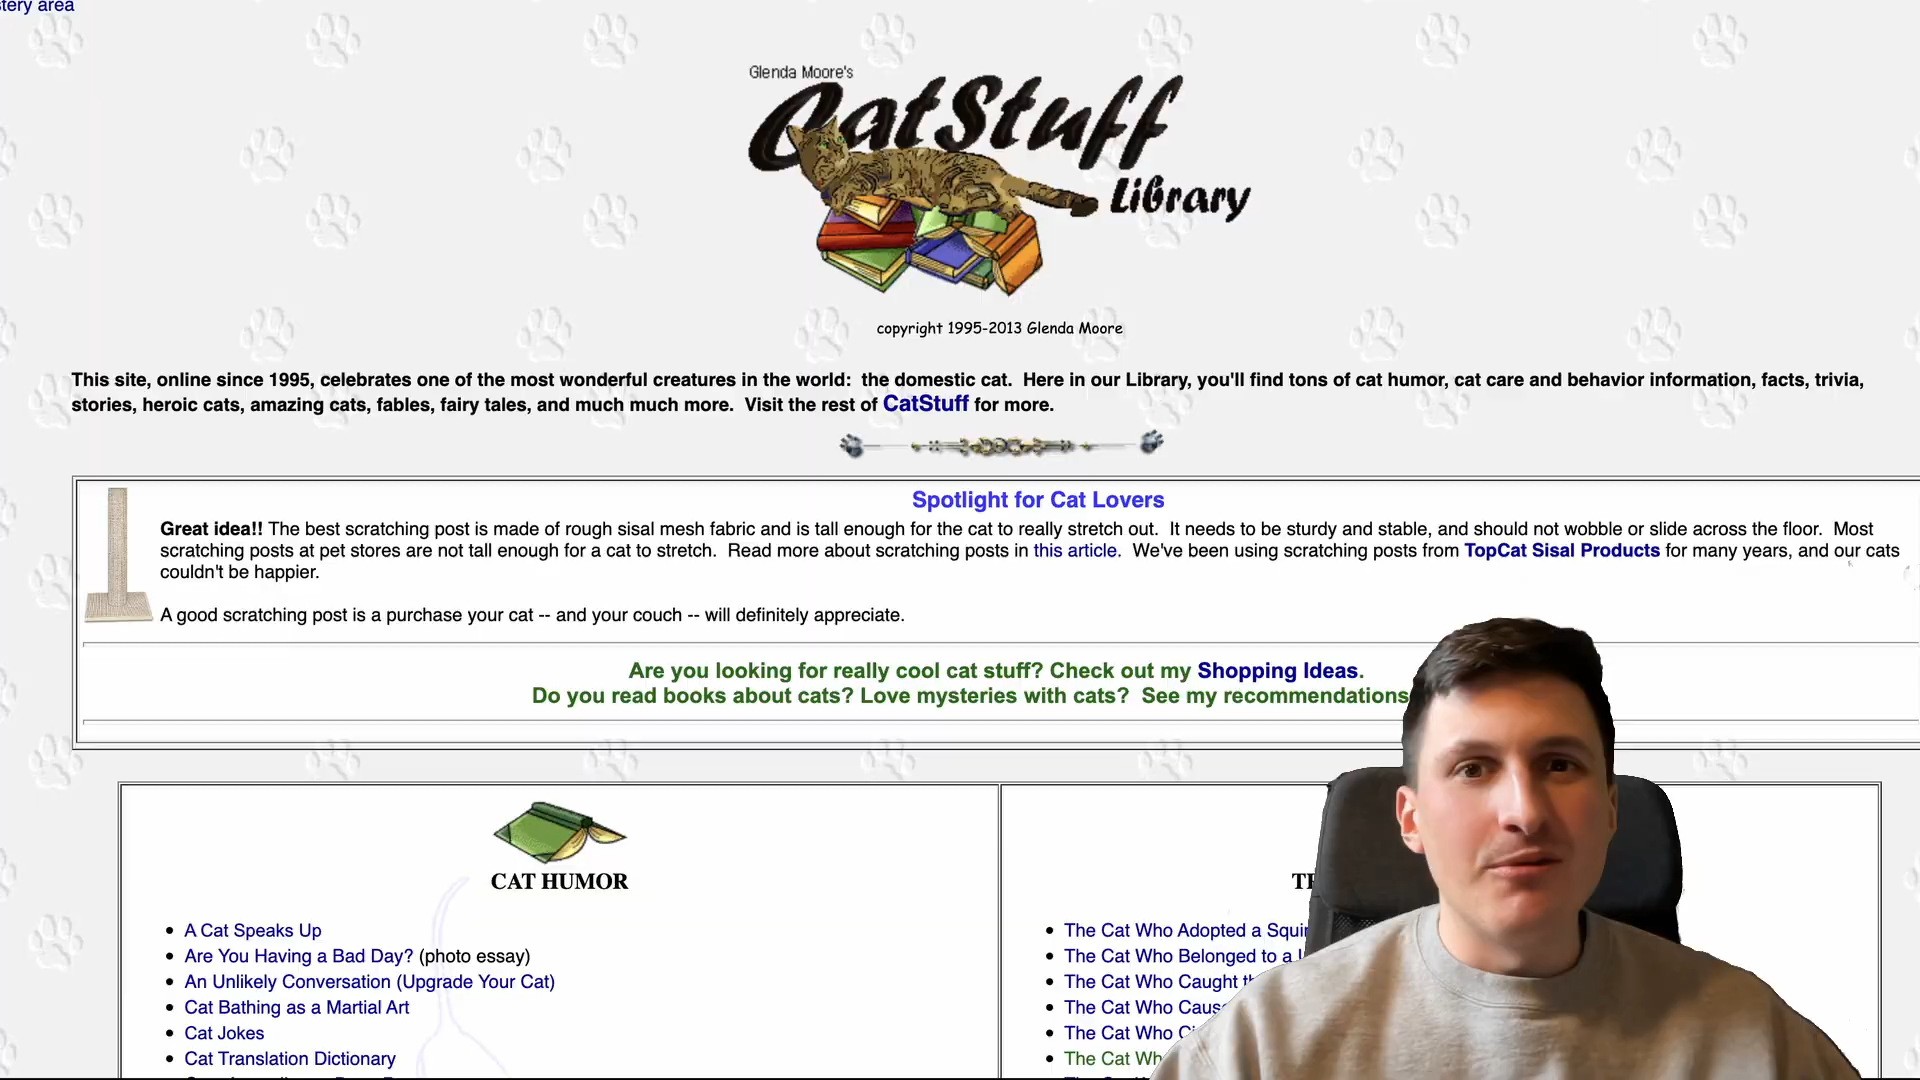 stery area
Glenda Moore's
CatStuff
Library
copyright 1995-2013 Glenda Moore
This site, online since 1995, celebrates one of the most wonderful creatures in the world: the domestic cat. Here in our Library, you'll find tons of cat humor, cat care and behavior information, facts, trivia,
stories, heroic cats, amazing cats, fables, fairy tales, and much much more. Visit the rest of CatStuff for more.
Spotlight for Cat Lovers
Great idea!! The best scratching post is made of rough sisal mesh fabric and is tall enough for the cat to really stretch out. It needs to be sturdy and stable, and should not wobble or slide across the floor. Most
scratching posts at pet stores are not tall enough for a cat to stretch. Read more about scratching posts in this article. We've been using scratching posts from TopCat Sisal Products for many years, and our cats
couldn't be happier.
A good scratching post is a purchase your cat -- and your couch -- will definitely appreciate.
Are you looking for really cool cat stuff? Check out my Shopping Ideas.
Do you read books about cats? Love mysteries with cats? See my recommendations
CAT HUMOR
• A Cat Speaks Up
• Are You Having a Bad Day? (photo essay)
• An Unlikely Conversation (Upgrade Your Cat)
• Cat Bathing as a Martial Art
• Cat Jokes
• Cat Translation Dictionary
• The Cat Who Adopted a
• The Cat Who Belonged to a
• The Cat Who Caught
• The Cat Who
• The Cat Who
• The Cat